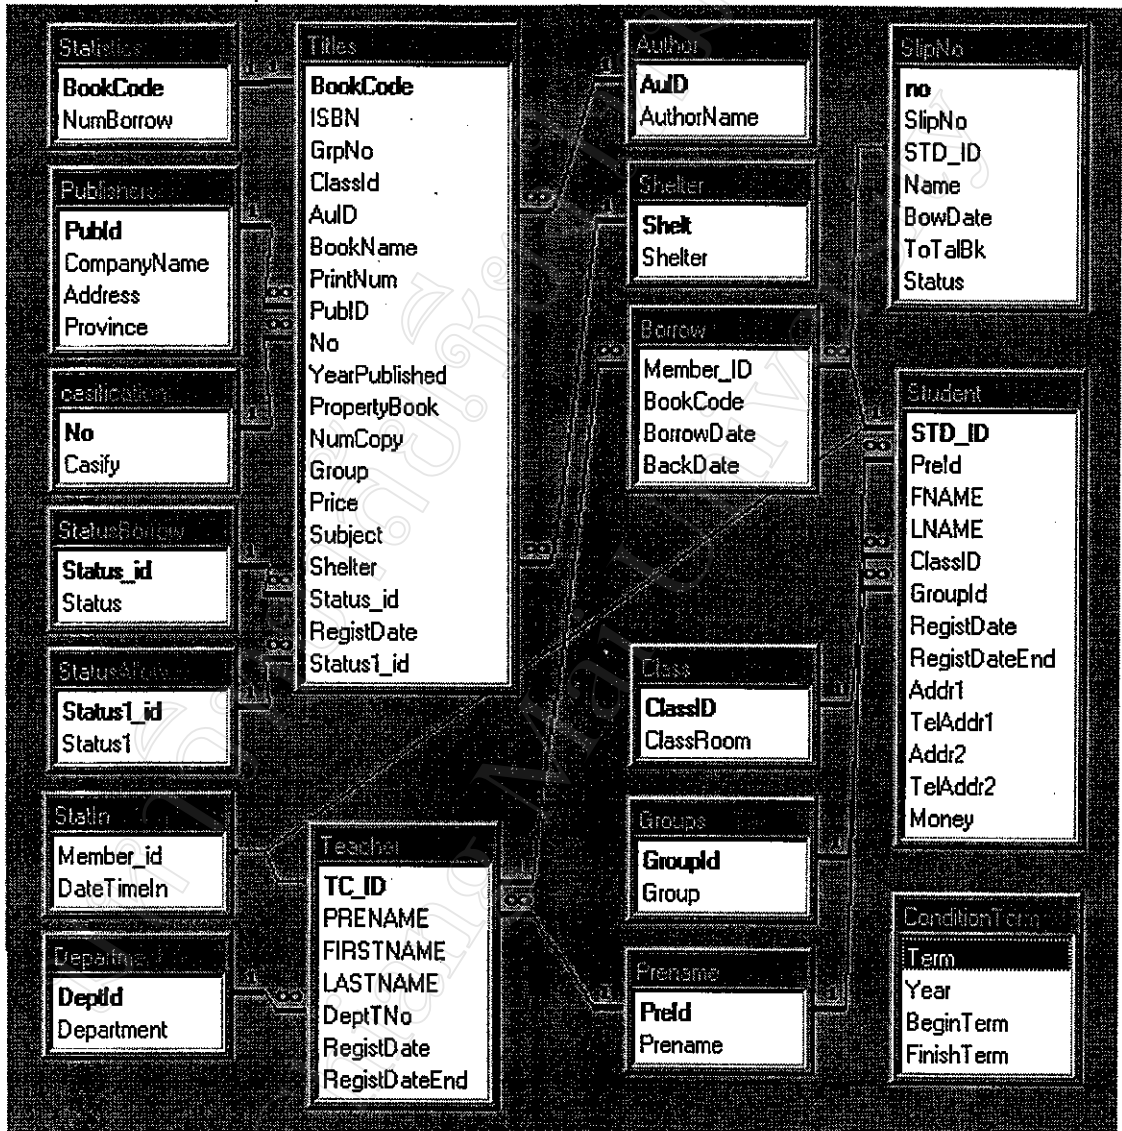 Statistics
BookCode
NumBorrow
Publishers
PubId
CompanyName
Address
Province
No
Casify
StatusBorrow
Status_id
Status
Status1_id
Status1
StatIn
Member_id
DateTimeIn
DeptId
Department
Titles
BookCode
ISBN
GrpNo
ClassId
AuID
BookName
PrintNum
PubID
No
YearPublished
PropertyBook
NumCopy
Group
Price
Subject
Shelter
Status_id
RegistDate
Status1_id
Teacher
TC_ID
PRENAME
FIRSTNAME
LASTNAME
DeptTNo
RegistDate
RegistDateEnd
Author
AuID
AuthorName
Shelter
Shelt
Shelter
Borrow
Member_ID
BookCode
BorrowDate
BackDate
Class
ClassID
ClassRoom
Groups
GroupId
Group
Prename
PreId
Prename
SlipNo
no
SlipNo
STD_ID
Name
BowDate
ToTalBk
Status
Student
STD_ID
PreId
FNAME
LNAME
ClassID
GroupId
RegistDate
RegistDateEnd
Addr1
TelAddr1
Addr2
TelAddr2
Money
ConditionTerm
Term
Year
BeginTerm
FinishTerm